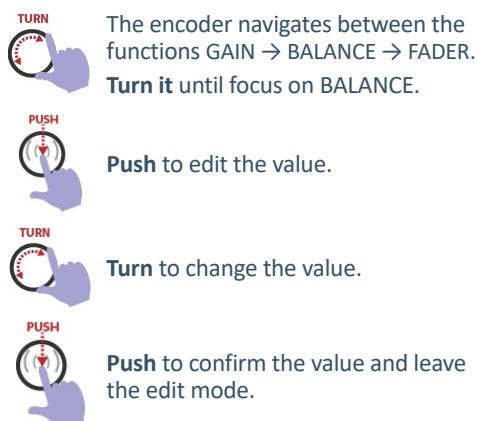 TURN
The encoder navigates between the
functions GAIN → BALANCE → FADER.
Turn it until focus on BALANCE.
PUSH
Push to edit the value.
TURN
Turn to change the value.
PUSH
Push to confirm the value and leave
the edit mode.